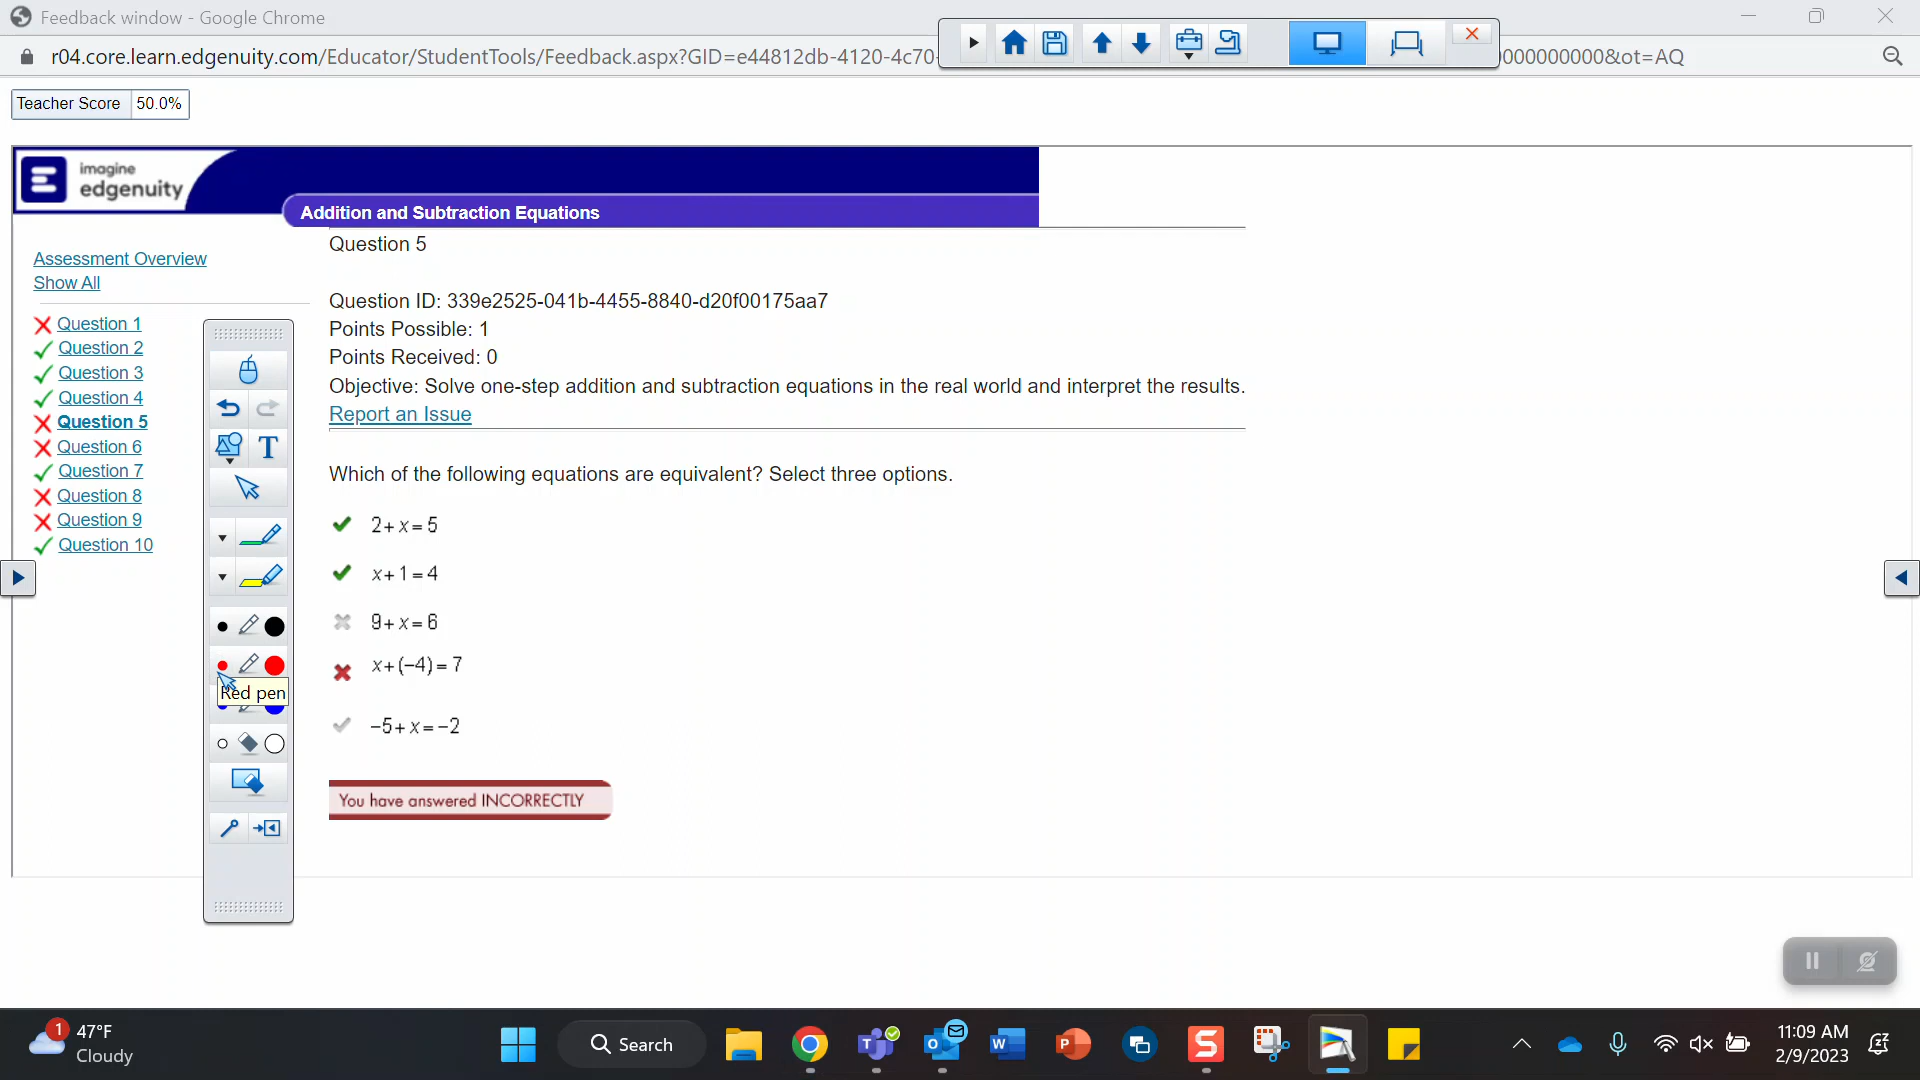 Feedback window - Google Chrome
r04.core.learn.edgenuity.com/Educator/StudentTools/Feedback.aspx?GID=e44812db-4120-4c70-
000000000&ot=AQ
Teacher Score 50.0%
imagine
edgenuity
Addition and Subtraction Equations
Assessment Overview
Show All
Question 1
Question 2
Question 3
Question 4
Question 5
Question 6
Question 7
Question 8
Question 9
Question 10
T
Red pen
Question 5
Question ID: 339e2525-041b-4455-8840-d20f00175aa7
Points Possible: 1
Points Received: 0
Objective: Solve one-step addition and subtraction equations in the real world and interpret the results.
Report an Issue
Which of the following equations are equivalent? Select three options.
2+x=5
x+1=4
9+x=6
x+(−4)=7
−5+x=−2
You have answered INCORRECTLY
1
47°F
Cloudy
Search
11:09 AM
2/9/2023